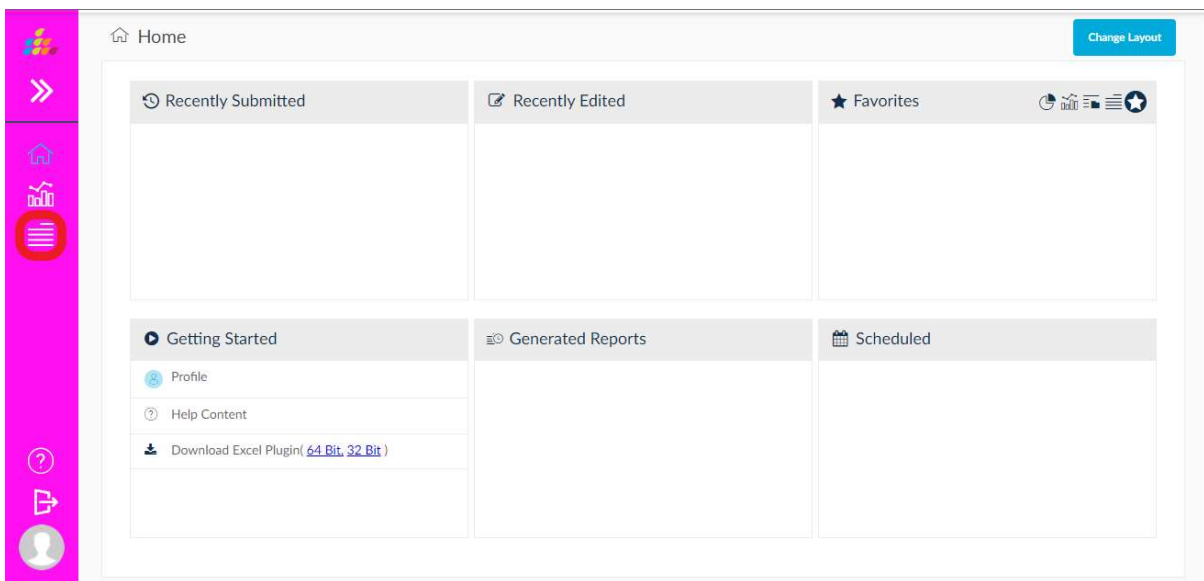 Home
Change Layout
Recently Submitted
Recently Edited
Favorites
Getting Started
Generated Reports
Scheduled
Profile
Help Content
Download Excel Plugin( 64 Bit, 32 Bit )